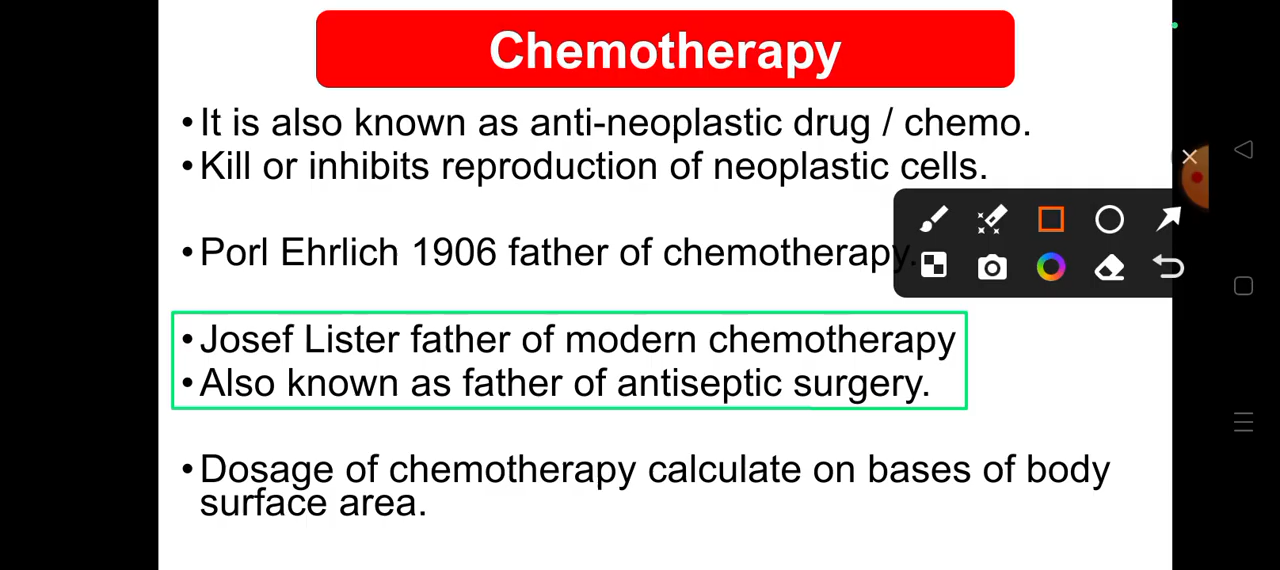 Chemotherapy
• It is also known as anti-neoplastic drug / chemo.
• Kill or inhibits reproduction of neoplastic cells.
• Porl Ehrlich 1906 father of chemotherapy.
• Josef Lister father of modern chemotherapy
• Also known as father of antiseptic surgery.
• Dosage of chemotherapy calculate on bases of body
surface area.